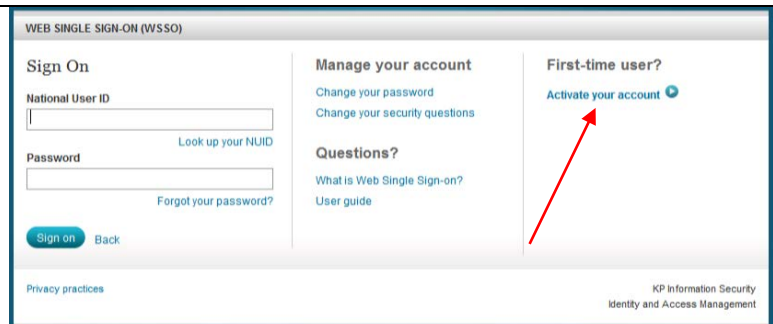 WEB SINGLE SIGN-ON (WSSO)
Sign On
National User ID
Look up your NUID
Password
Forgot your password?
Sign on
Back
Manage your account
Change your password
Change your security questions
Questions?
What is Web Single Sign-on?
User guide
First-time user?
Activate your account
Privacy practices
KP Information Security
Identity and Access Management